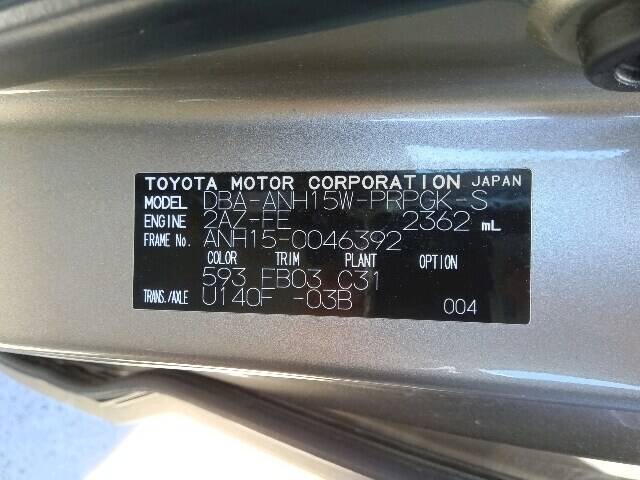 TOYOTA MOTOR CORPORATION JAPAN
MODEL DBA-ANH15W-PRPGK-S
ENGINE 2AZ-FE 2362 mL
FRAME No. ANH15-0046392
COLOR TRIM PLANT OPTION
593 EB03 C31
TRANS./AXLE U140F -03B 004